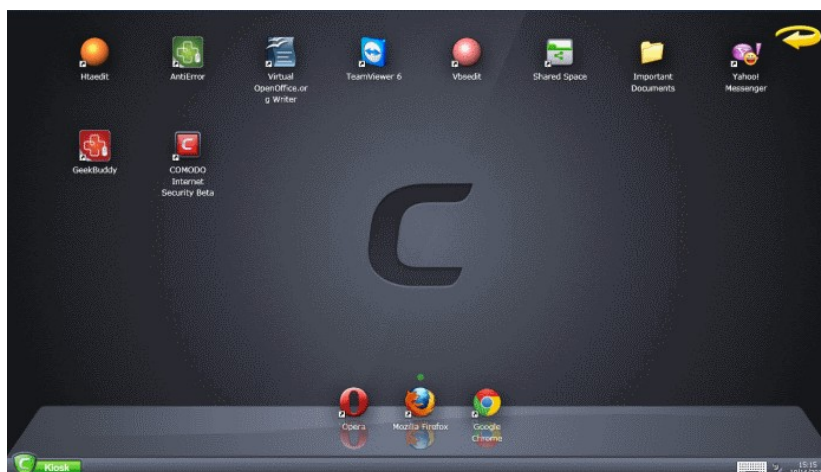 Htaedit
AntiError
Virtual
OpenOffice.or
g Writer
TeamViewer 6
Vbsedit
Shared Space
Important
Documents
Yahoo!
Messenger
GeekBuddy
COMODO
Internet
Security Beta
Opera
Mozilla Firefox
Google
Chrome
Kiosk
15:15